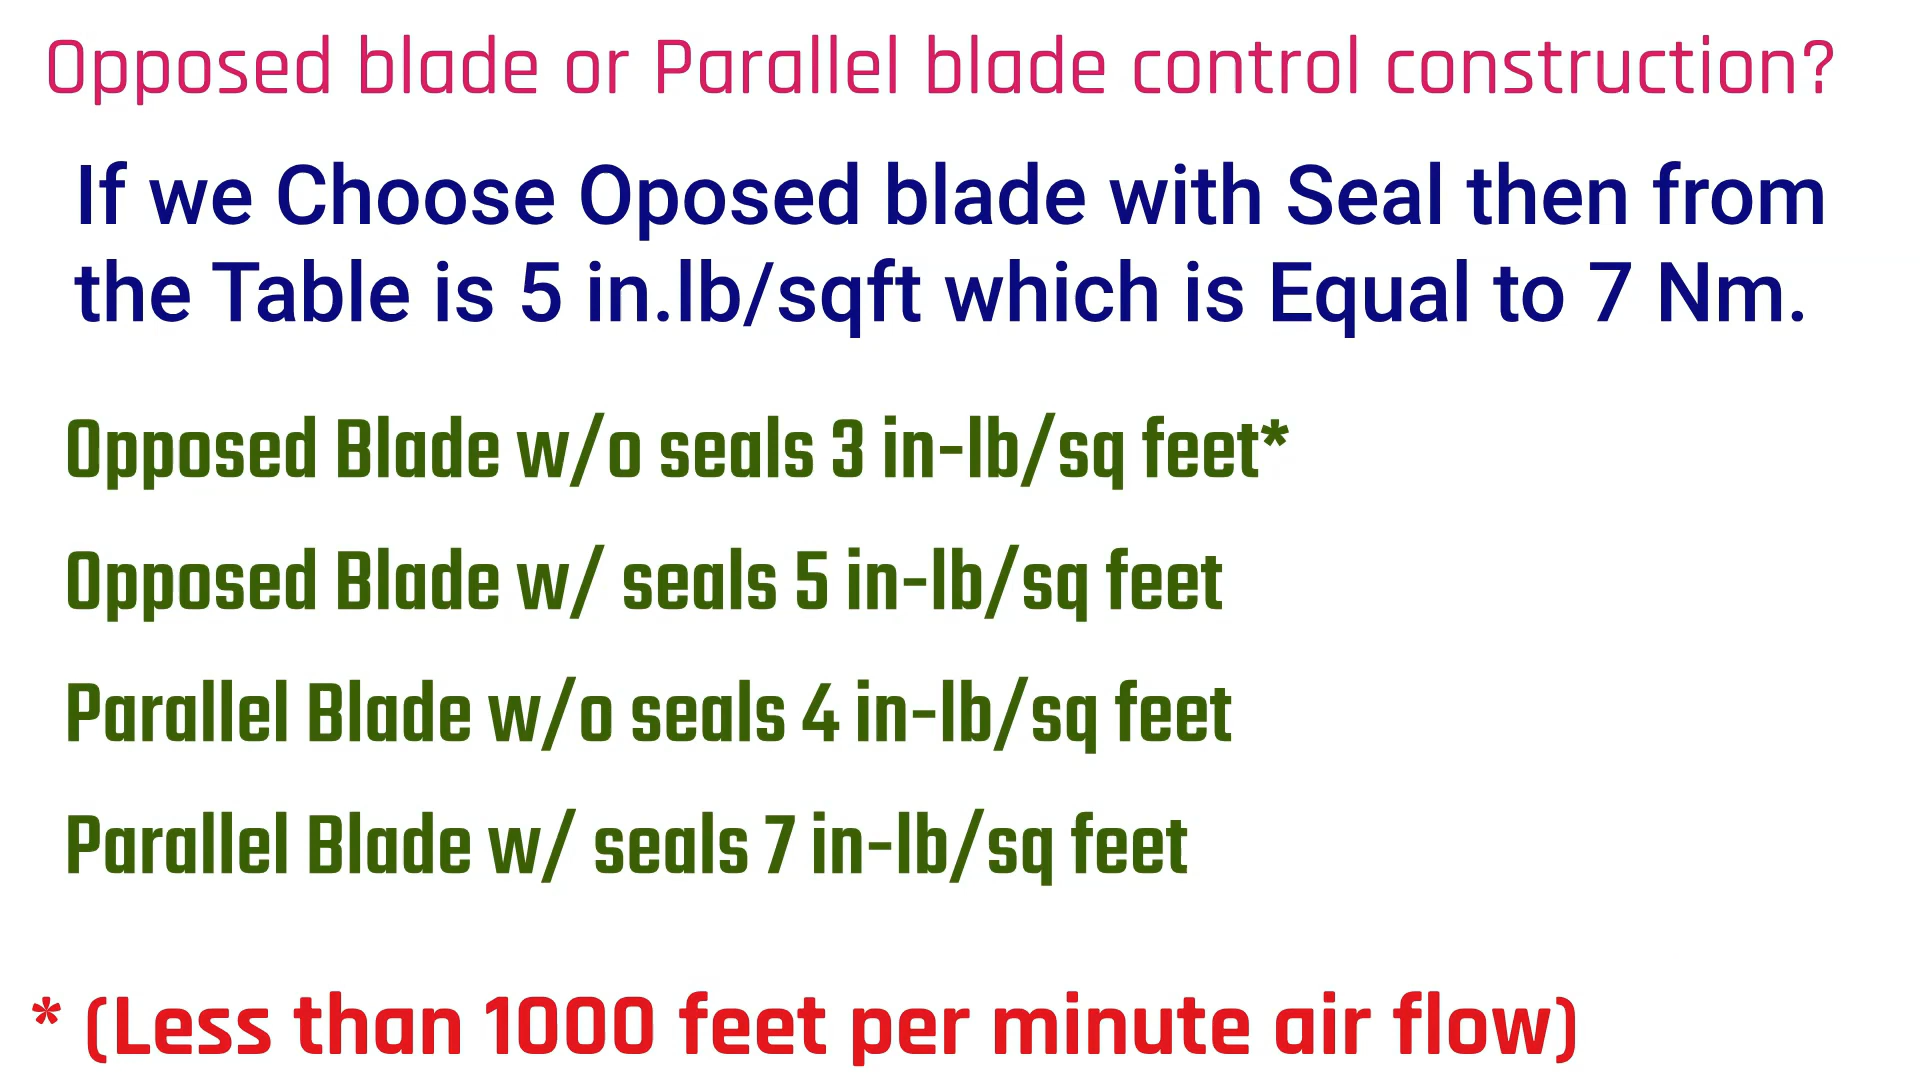 Opposed blade or Parallel blade control construction?
If we Choose Oposed blade with Seal then from
the Table is 5 in.lb/sqft which is Equal to 7 Nm.
Opposed Blade w/o seals 3 in-lb/sq feet*
Opposed Blade w/ seals 5 in-lb/sq feet
Parallel Blade w/o seals 4 in-lb/sq feet
Parallel Blade w/ seals 7 in-lb/sq feet
* (Less than 1000 feet per minute air flow)